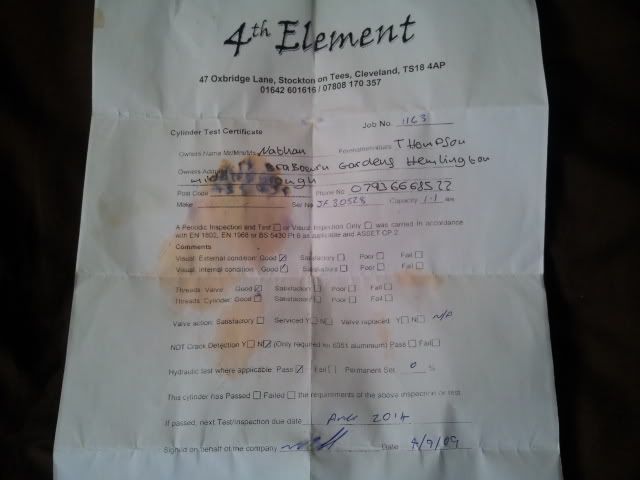 4th Element
47 Oxbridge Lane, Stockton on Tees, Cleveland, TS18 4AP
01642 601616 / 07808 170 357
Cylinder Test Certificate Job No. 1163
Owners Name Mr/Mrs/Ms Nathan Forename/Initials THOMPSON
Owners Address Gardens Hemlington
Post Code Phone No
Make Ser No JF 30528 Capacity 1.1
A Periodic Inspection and Test ☐ or Visual Inspection Only ☐ was carried out in accordance
with EN 1802, EN 1968 or BS 5430 Pt 6 as applicable and ASSET CP 2
Comments
Visual: External condition: Good ☑ Satisfactory ☐ Poor ☐ Fail ☐
Visual: Internal condition: Good ☑ Satisfactory ☐ Poor ☐ Fail ☐
Threads: Valve Good ☑ Satisfactory ☐ Poor ☐ Fail ☐
Threads: Cylinder: Good ☐ Satisfactory ☐ Poor ☐ Fail ☐
Valve action: Satisfactory ☐ Serviced Y ☐ N ☐ Valve replaced: Y ☐ N ☐ N/A
NDT Crack Detection Y ☐ N ☑ (Only required for 6351 aluminium) Pass ☐ Fail ☐
Hydraulic test where applicable: Pass ☑ Fail ☐ Permanent Set 0 %
This cylinder has Passed ☐ Failed ☐ the requirements of the above inspection or test
If passed, next Test/Inspection due date 2014
Signed on behalf of the company Date /9/09